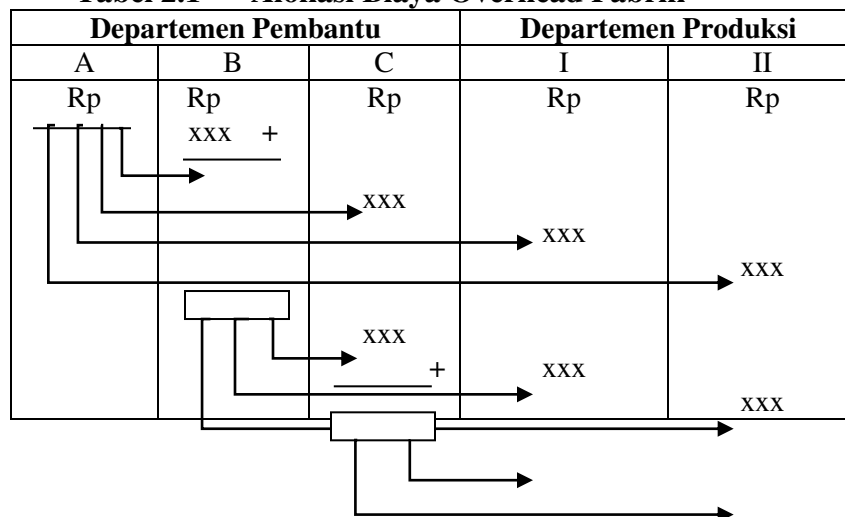 Tabel 2.1 Alokasi Biaya Overhead Pabrik
Departemen Pembantu Departemen Produksi
A B C I II
Rp Rp Rp Rp Rp
xxx +
xxx
xxx
xxx
xxx
+
xxx
xxx